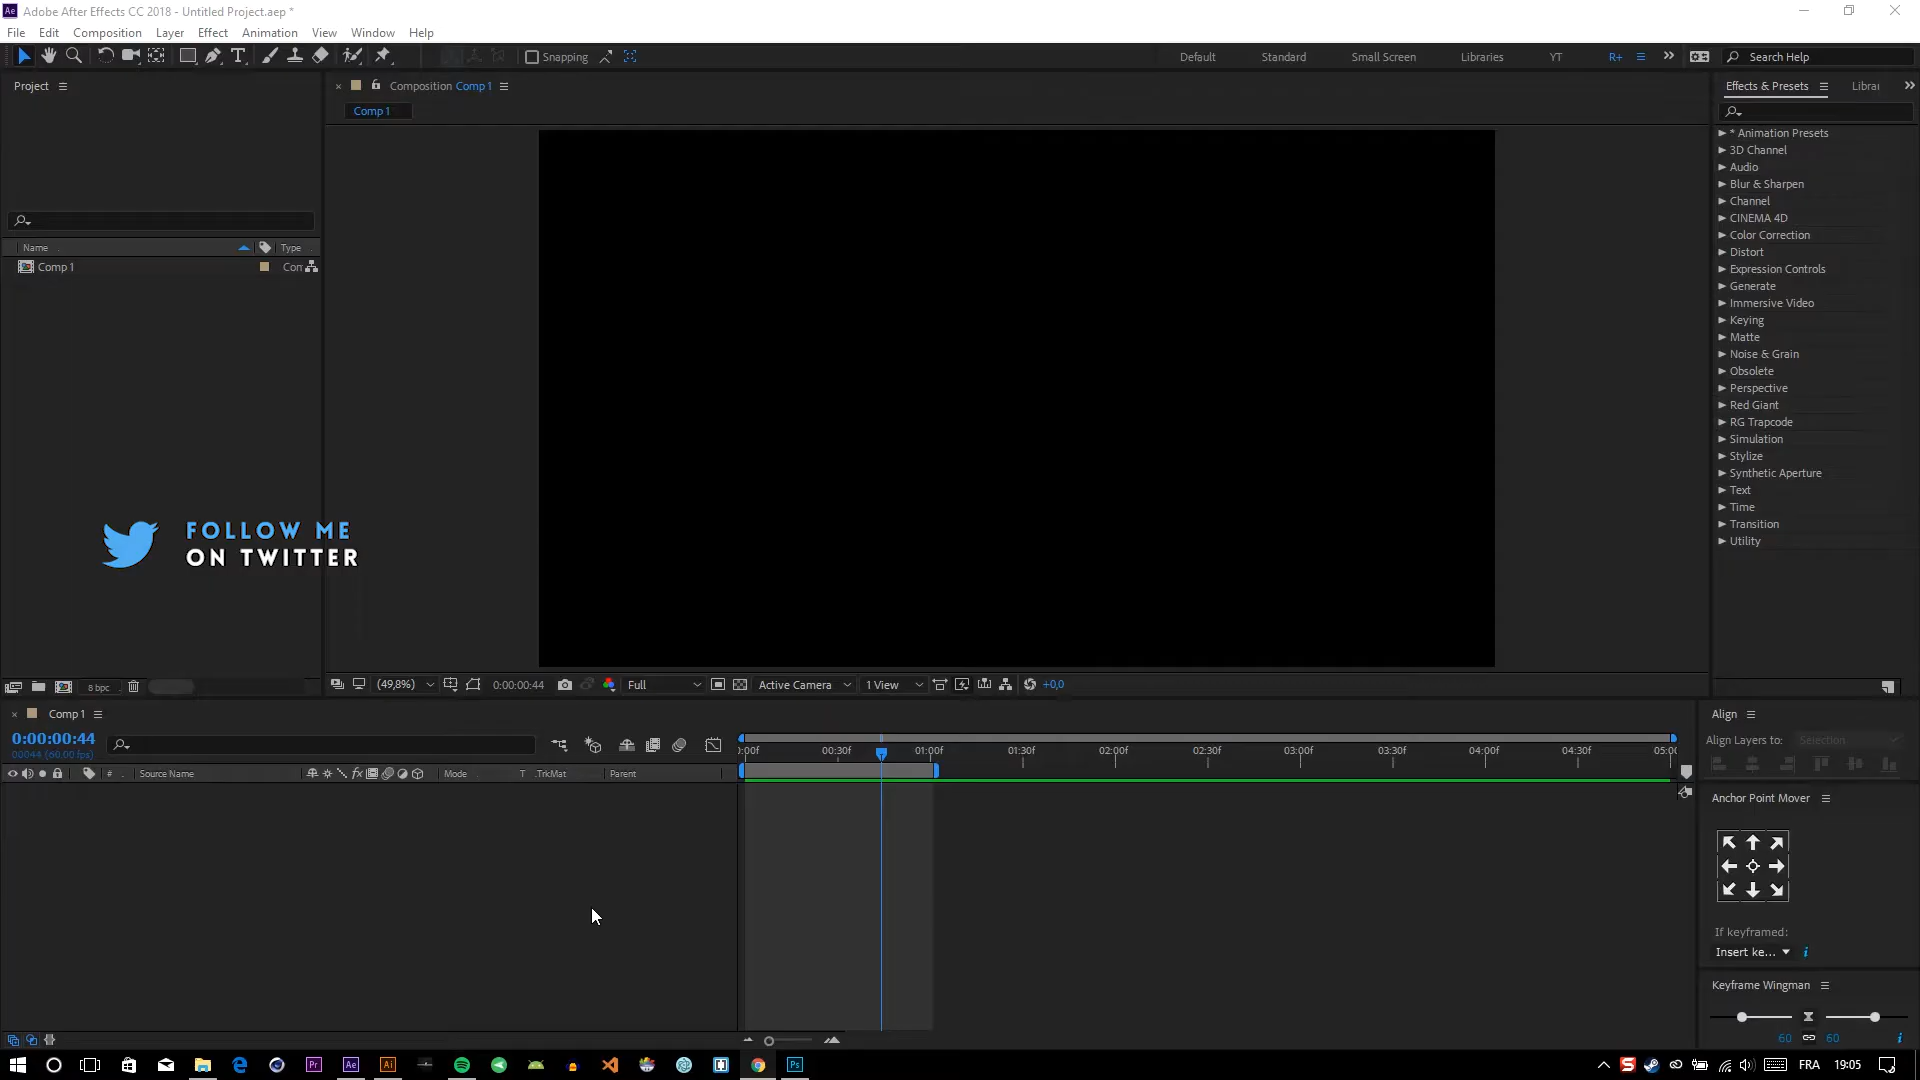 Adobe After Effects CC 2018 - Untitled Project.aep *
File Edit Composition Layer Effect Animation View Window Help
Snapping
Default Standard Small Screen Libraries YT R+ Search Help
Project
Composition Comp 1
Effects & Presets Librai
Comp 1
* Animation Presets
3D Channel
Audio
Blur & Sharpen
Channel
CINEMA 4D
Color Correction
Distort
Expression Controls
Generate
Immersive Video
Keying
Matte
Noise & Grain
Obsolete
Perspective
Red Giant
RG Trapcode
Simulation
Stylize
Synthetic Aperture
Text
Time
Transition
Utility
Name Type
Comp 1
FOLLOW ME
ON TWITTER
8 bpc
(49,8%) 0:00:00:44 Full Active Camera 1 View +0,0
Comp 1
0:00:00:44
00044 (60.00 fps)
# Source Name Mode T .TrkMat Parent
00:30f 01:00f 01:30f 02:00f 02:30f 03:00f 03:30f 04:00f 04:30f
Align
Align Layers to: Selection
Anchor Point Mover
If keyframed:
Insert ke...
Keyframe Wingman
60 60
FRA 19:05